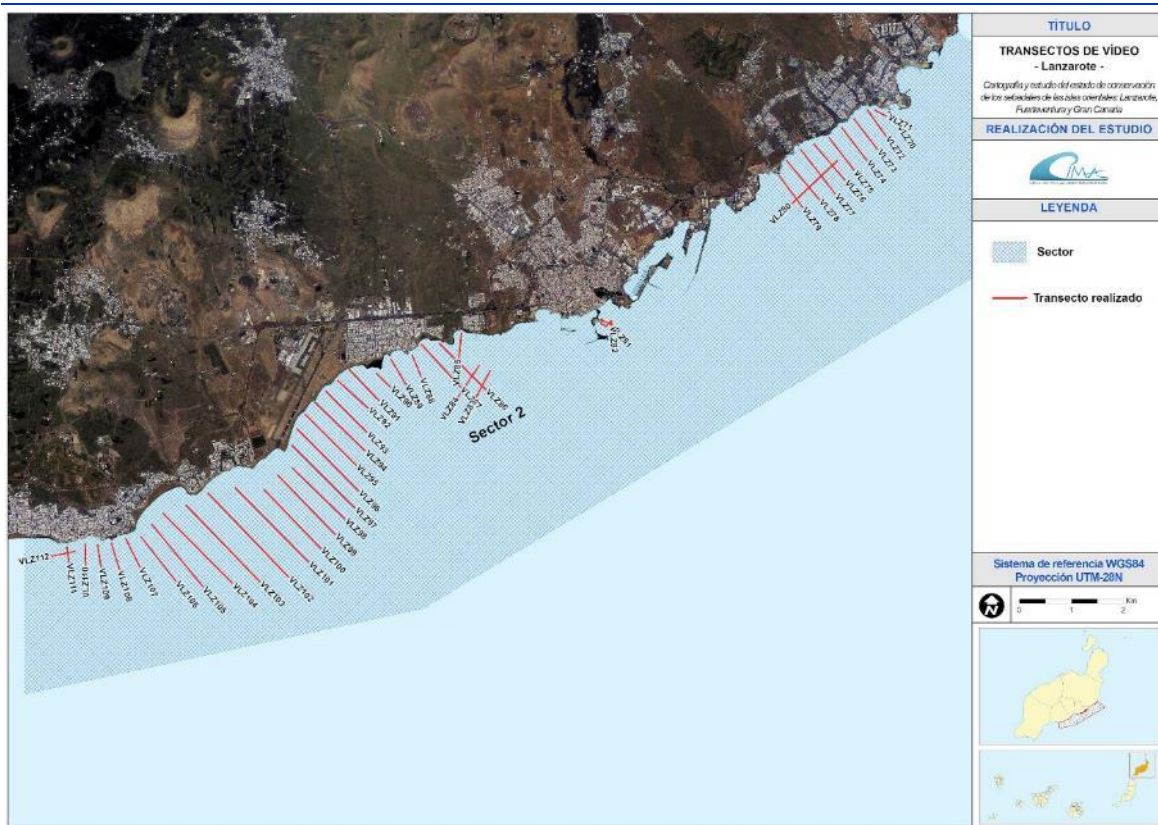 TÍTULO
TRANSECTOS DE VÍDEO
- Lanzarote -
Cartografía y estudio del estado de conservación
de los sebadales de las islas orientales: Lanzarote,
Fuerteventura y Gran Canaria
REALIZACIÓN DEL ESTUDIO
CIMA
LEYENDA
Sector
Transecto realizado
Sistema de referencia WGS84
Proyección UTM-28N
N
Km
0 1 2
Sector 2
VLZ71
VLZ70
VLZ72
VLZ73
VLZ74
VLZ75
VLZ76
VLZ77
VLZ78
VLZ79
VLZ80
VLZ81
VLZ82
VLZ83
VLZ84
VLZ85
VLZ86
VLZ87
VLZ88
VLZ89
VLZ90
VLZ91
VLZ92
VLZ93
VLZ94
VLZ95
VLZ96
VLZ97
VLZ98
VLZ99
VLZ100
VLZ101
VLZ102
VLZ103
VLZ104
VLZ105
VLZ106
VLZ107
VLZ108
VLZ109
VLZ110
VLZ111
VLZ112